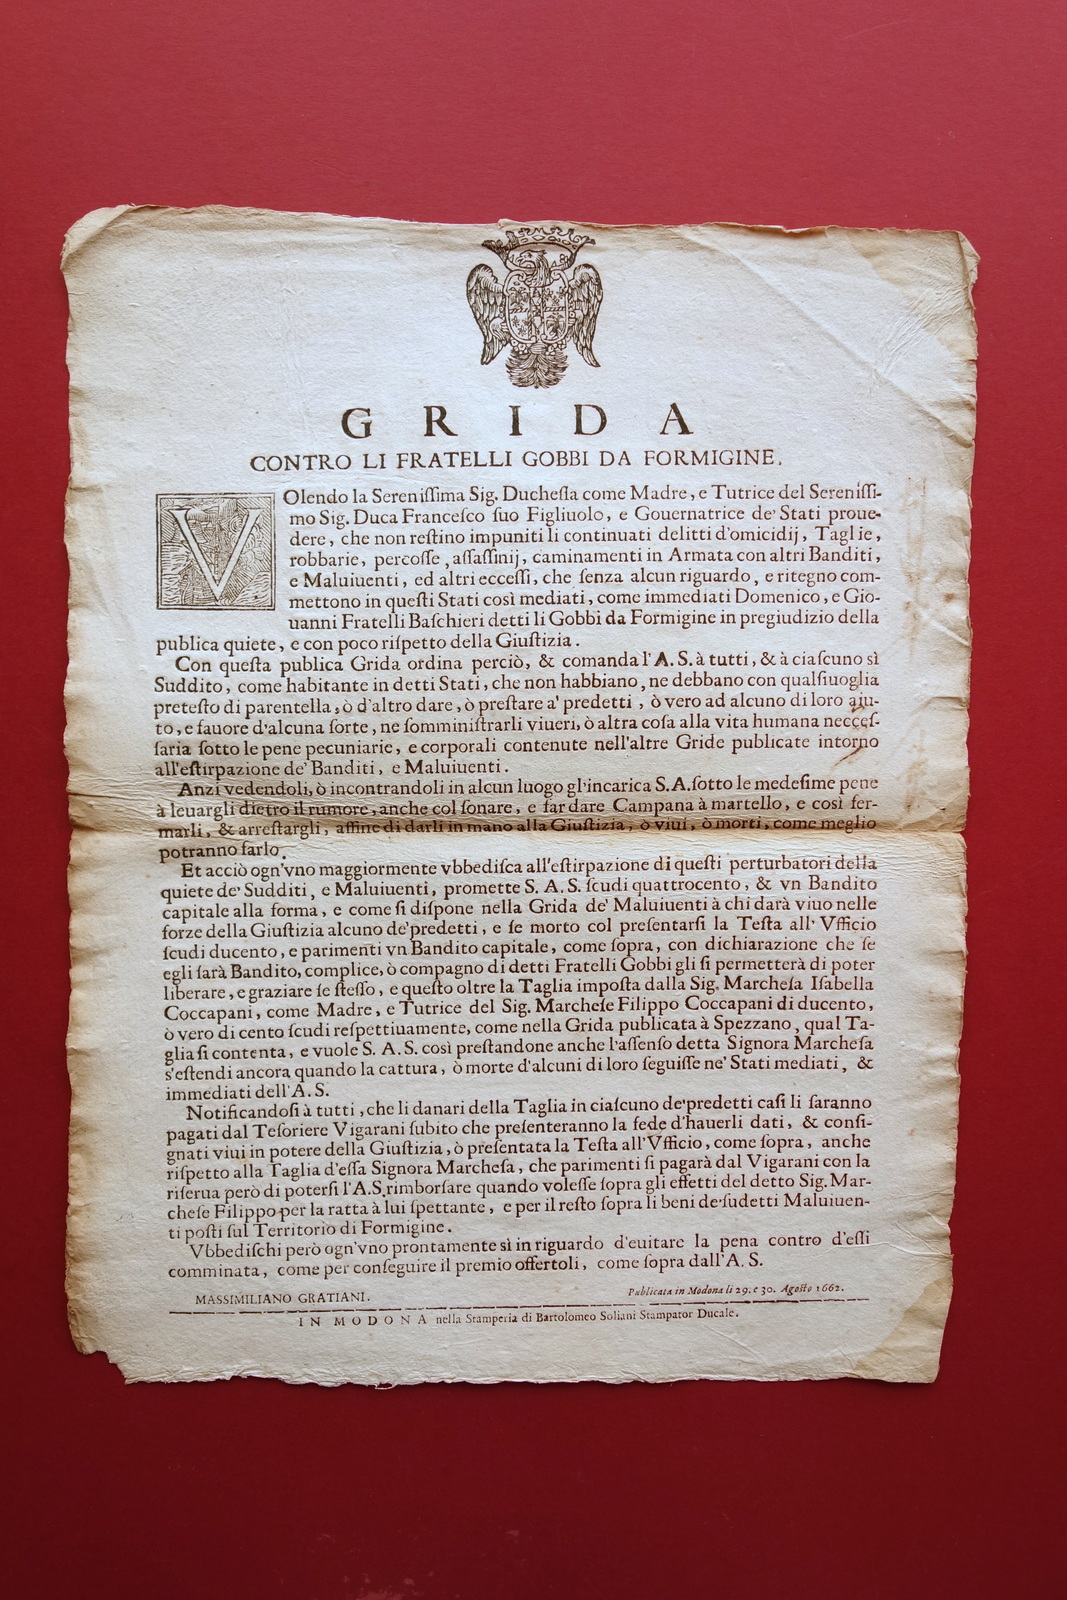 GRIDA
CONTRO LI FRATELLI GOBBI DA FORMIGINE.
VOlendo la Sereniſſima Sig. Ducheſſa come Madre, e Tutrice del Sereniſſi-
mo Sig. Duca Franceſco ſuo Figliuolo, e Gouernatrice de' Stati proue-
dere, che non reſtino impuniti li continuati delitti d'omicidij, Taglie,
robbarie, percoſſe, aſſaſſinij, caminamenti in Armata con altri Banditi,
e Maluiuenti, ed altri ecceſſi, che ſenza alcun riguardo, e ritegno com-
mettono in queſti Stati così mediati, come immediati Domenico, e Gio-
uanni Fratelli Baſchieri detti li Gobbi da Formigine in pregiudizio della
publica quiete, e con poco riſpetto della Giuſtizia.
Con queſta publica Grida ordina perciò, & comanda l'A. S. à tutti, & à ciaſcuno sì
Suddito, come habitante in detti Stati, che non habbiano, ne debbano con qualſiuoglia
preteſto di parentella, ò d'altro dare, ò preſtare a' predetti, ò vero ad alcuno di loro aiu-
to, e fauore d'alcuna ſorte, ne ſomminiſtrarli viueri, ò altra coſa alla vita humana necceſ-
ſaria ſotto le pene pecuniarie, e corporali contenute nell'altre Gride publicate intorno
all'eſtirpazione de' Banditi, e Maluiuenti.
Anzi vedendoli, ò incontrandoli in alcun luogo gl'incarica S. A. ſotto le medeſime pene
à leuargli dietro il rumore, anche col ſonare, e far dare Campana à martello, e così fer-
marli, & arreſtargli, affine di darli in mano alla Giuſtizia, ò viui, ò morti, come meglio
potranno farlo.
Et acciò ogn'vno maggiormente vbbediſca all'eſtirpazione di queſti perturbatori della
quiete de' Sudditi, e Maluiuenti, promette S. A. S. ſcudi quattrocento, & vn Bandito
capitale alla forma, e come ſi diſpone nella Grida de' Maluiuenti à chi darà viuo nelle
forze della Giuſtizia alcuno de' predetti, e ſe morto col preſentarſi la Teſta all' Vfficio
ſcudi ducento, e parimenti vn Bandito capitale, come ſopra, con dichiarazione che ſe
egli ſarà Bandito, complice, ò compagno di detti Fratelli Gobbi gli ſi permetterà di poter
liberare, e graziare ſe ſteſſo, e queſto oltre la Taglia impoſta dalla Sig. Marcheſa Iſabella
Coccapani, come Madre, e Tutrice del Sig. Marcheſe Filippo Coccapani di ducento,
ò vero di cento ſcudi reſpettiuamente, come nella Grida publicata à Spezzano, qual Ta-
glia ſi contenta, e vuole S. A. S. così preſtandone anche l'aſſenſo detta Signora Marcheſa
s'eſtendi ancora quando la cattura, ò morte d'alcuni di loro ſeguiſſe ne' Stati mediati, &
immediati dell'A. S.
Notificandoſi à tutti, che li danari della Taglia in ciaſcuno de' predetti caſi li ſaranno
pagati dal Teſoriere Vigarani ſubito che preſenteranno la fede d'hauerli dati, & conſi-
gnati viui in potere della Giuſtizia, ò preſentata la Teſta all'Vfficio, come ſopra, anche
riſpetto alla Taglia d'eſſa Signora Marcheſa, che parimenti ſi pagarà dal Vigarani con la
riſerua però di poterſi l'A.S. rimborſare quando voleſſe ſopra gli effetti del detto Sig. Mar-
cheſe Filippo per la ratta à lui ſpettante, e per il reſto ſopra li beni de' ſudetti Maluiuen-
ti poſti ſul Territorio di Formigine.
Vbbediſchi però ogn'vno prontamente sì in riguardo d'euitare la pena contro d'eſſi
comminata, come per conſeguire il premio offertoli, come ſopra dall'A. S.
MASSIMILIANO GRATIANI.
Publicata in Modona li 29. e 30. Agoſto 1662.
IN MODONA nella Stamperia di Bartolomeo Soliani Stampator Ducale.